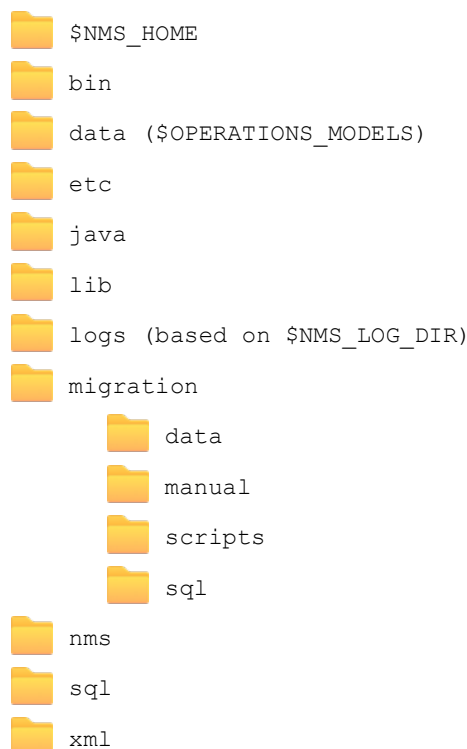 $NMS_HOME
bin
data ($OPERATIONS_MODELS)
etc
java
lib
logs (based on $NMS_LOG_DIR)
migration
data
manual
scripts
sql
nms
sql
xml